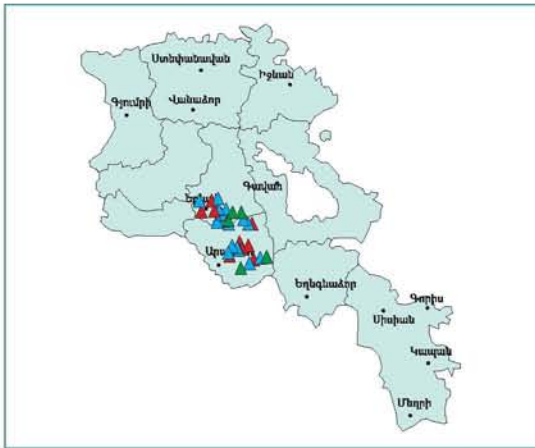 Ստեփանավան
Իջևան
Գյումրի
Վանաձոր
Գավառ
Եղեգնաձոր
Գորիս
Սիսիան
Կապան
Մեղրի